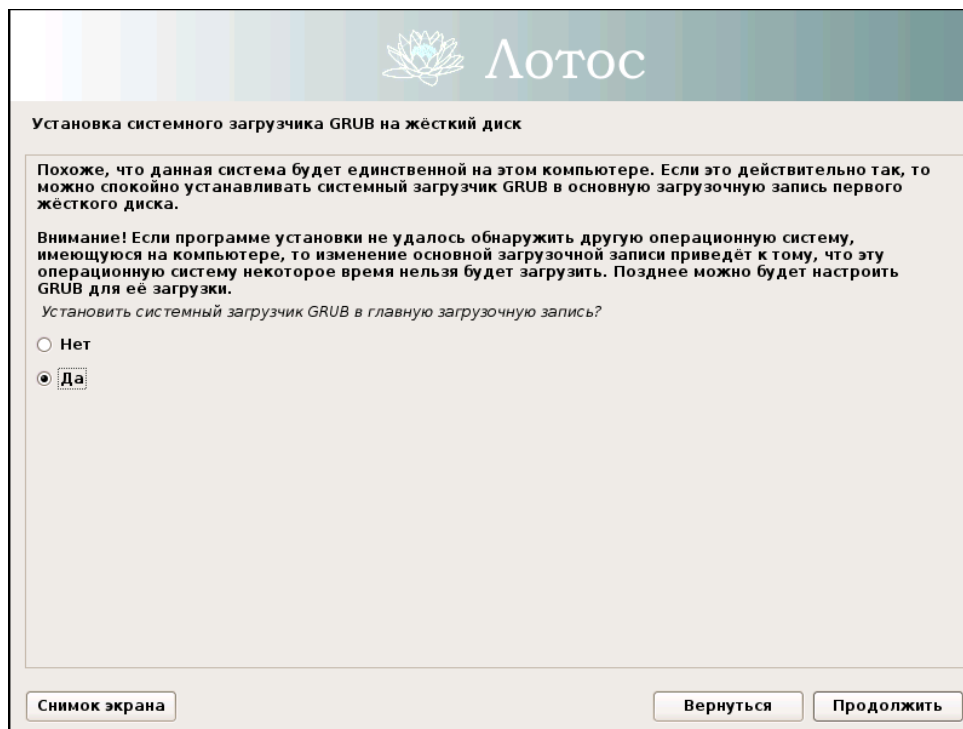 Лотос
Установка системного загрузчика GRUB на жёсткий диск
Похоже, что данная система будет единственной на этом компьютере. Если это действительно так, то
можно спокойно устанавливать системный загрузчик GRUB в основную загрузочную запись первого
жёсткого диска.
Внимание! Если программе установки не удалось обнаружить другую операционную систему,
имеющуюся на компьютере, то изменение основной загрузочной записи приведёт к тому, что эту
операционную систему некоторое время нельзя будет загрузить. Позднее можно будет настроить
GRUB для её загрузки.
Установить системный загрузчик GRUB в главную загрузочную запись?
Нет
Да
Снимок экрана
Вернуться
Продолжить